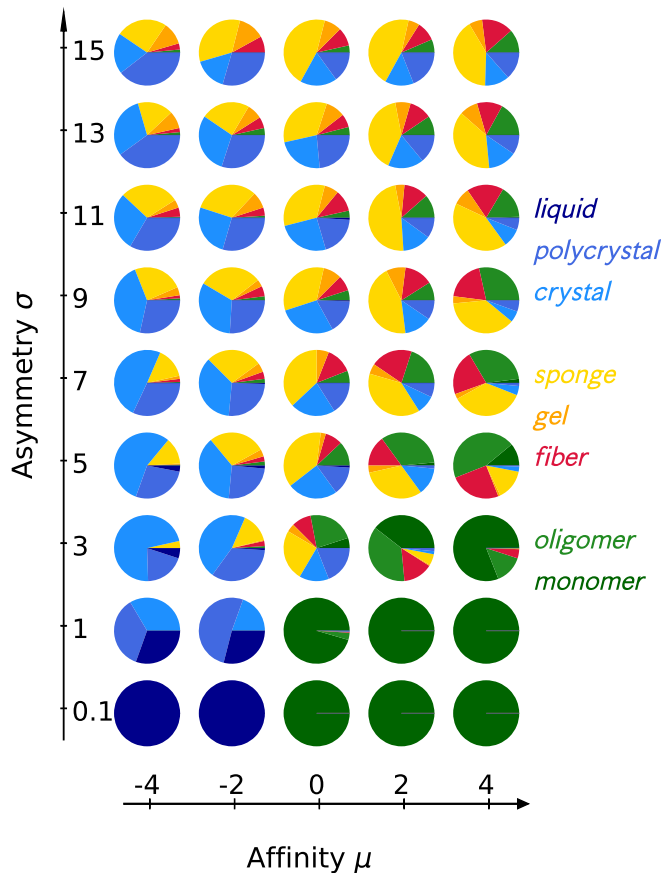 15
13
11
9
7
5
3
1
0.1
Asymmetry σ
liquid
polycrystal
crystal
sponge
gel
fiber
oligomer
monomer
-4 -2 0 2 4
Affinity μ